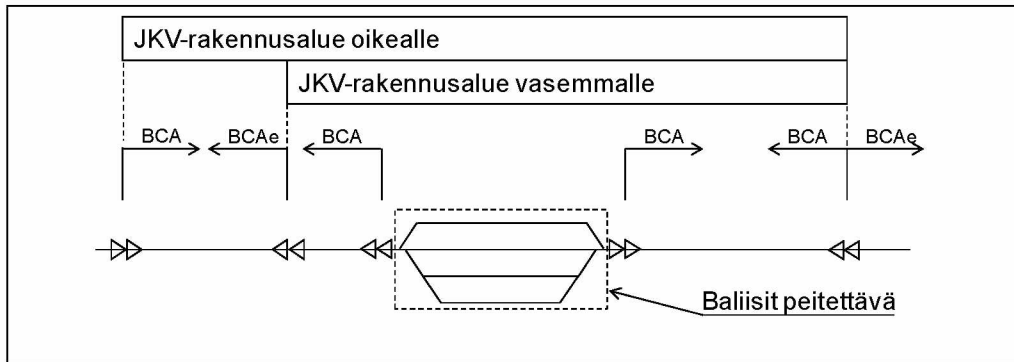 JKV-rakennusalue oikealle
JKV-rakennusalue vasemmalle
BCA BCAe BCA BCA BCA BCAe
Baliisit peitettävä